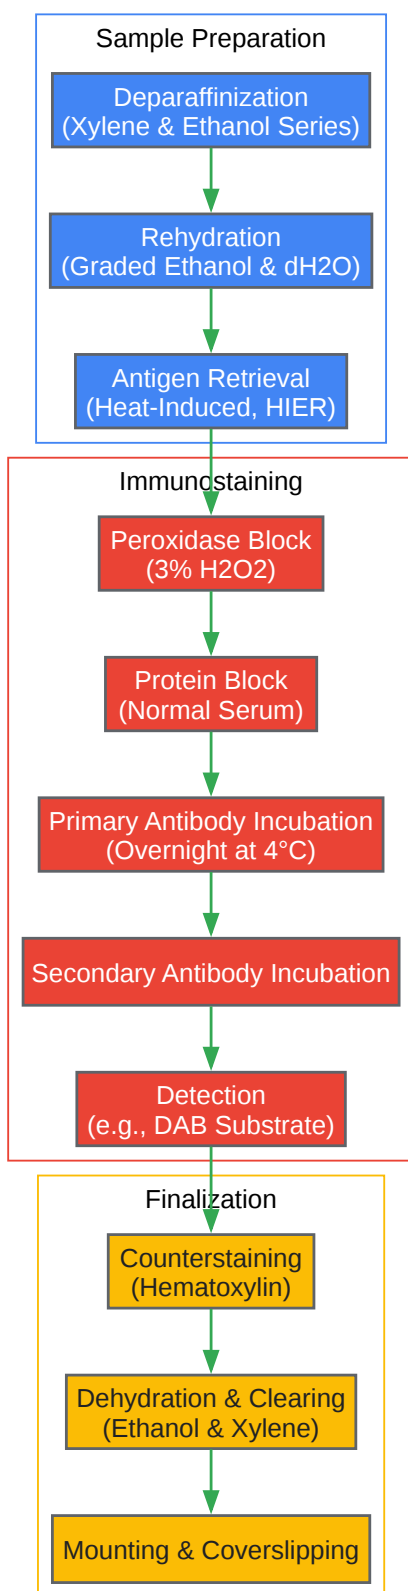 Sample Preparation
Deparaffinization
(Xylene & Ethanol Series)
Rehydration
(Graded Ethanol & dH2O)
Antigen Retrieval
(Heat-Induced, HIER)
Immunostaining
Peroxidase Block
(3% H2O2)
Protein Block
(Normal Serum)
Primary Antibody Incubation
(Overnight at 4°C)
Secondary Antibody Incubation
Detection
(e.g., DAB Substrate)
Finalization
Counterstaining
(Hematoxylin)
Dehydration & Clearing
(Ethanol & Xylene)
Mounting & Coverslipping